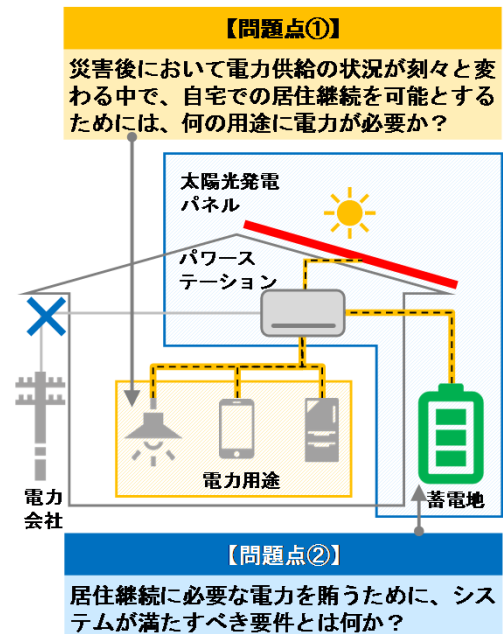 【問題点①】
災害後において電力供給の状況が刻々と変
わる中で、自宅での居住継続を可能とする
ためには、何の用途に電力が必要か？
太陽光発電
パネル
パワース
テーション
電力用途
電力
会社
蓄電地
【問題点②】
居住継続に必要な電力を賄うために、シス
テムが満たすべき要件とは何か？